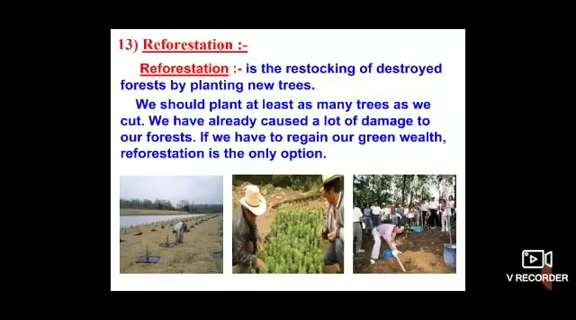 13) Reforestation :-
Reforestation :- is the restocking of destroyed
forests by planting new trees.
We should plant at least as many trees as we
cut. We have already caused a lot of damage to
our forests. If we have to regain our green wealth,
reforestation is the only option.
V RECORDER